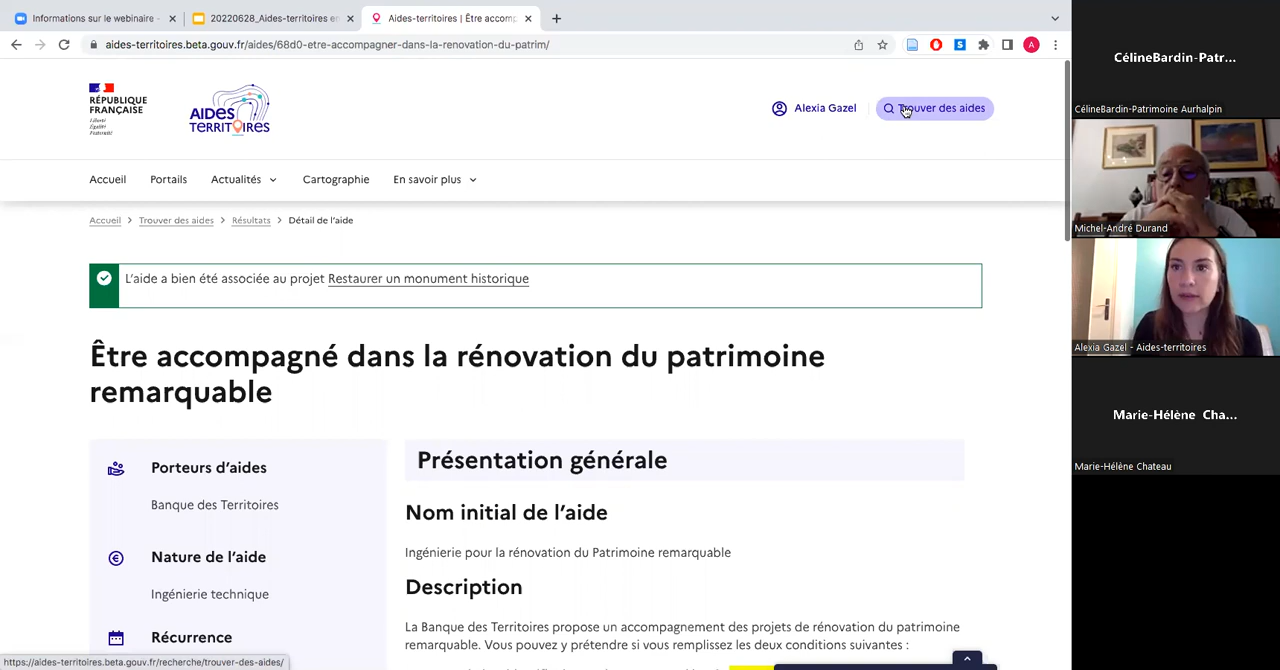 Informations sur le webinaire -
20220628_Aides-territoires en
Aides-territoires | Être accomp
aides-territoires.beta.gouv.fr/aides/68d0-etre-accompagner-dans-la-renovation-du-patrim/
S
A
RÉPUBLIQUE
FRANÇAISE
Liberté
Égalité
Fraternité
AIDES
TERRITOIRES
Alexia Gazel
Trouver des aides
Accueil
Portails
Actualités
Cartographie
En savoir plus
Accueil > Trouver des aides > Résultats > Détail de l'aide
L'aide a bien été associée au projet Restaurer un monument historique
Être accompagné dans la rénovation du patrimoine
remarquable
Porteurs d'aides
Banque des Territoires
Nature de l'aide
Ingénierie technique
Récurrence
Présentation générale
Nom initial de l'aide
Ingénierie pour la rénovation du Patrimoine remarquable
Description
La Banque des Territoires propose un accompagnement des projets de rénovation du patrimoine
remarquable. Vous pouvez y prétendre si vous remplissez les deux conditions suivantes :
https://aides-territoires.beta.gouv.fr/recherche/trouver-des-aides/
CélineBardin-Patr...
CélineBardin-Patrimoine Aurhalpin
Michel-André Durand
Alexia Gazel - Aides-territoires
Marie-Hélène Cha...
Marie-Hélène Chateau